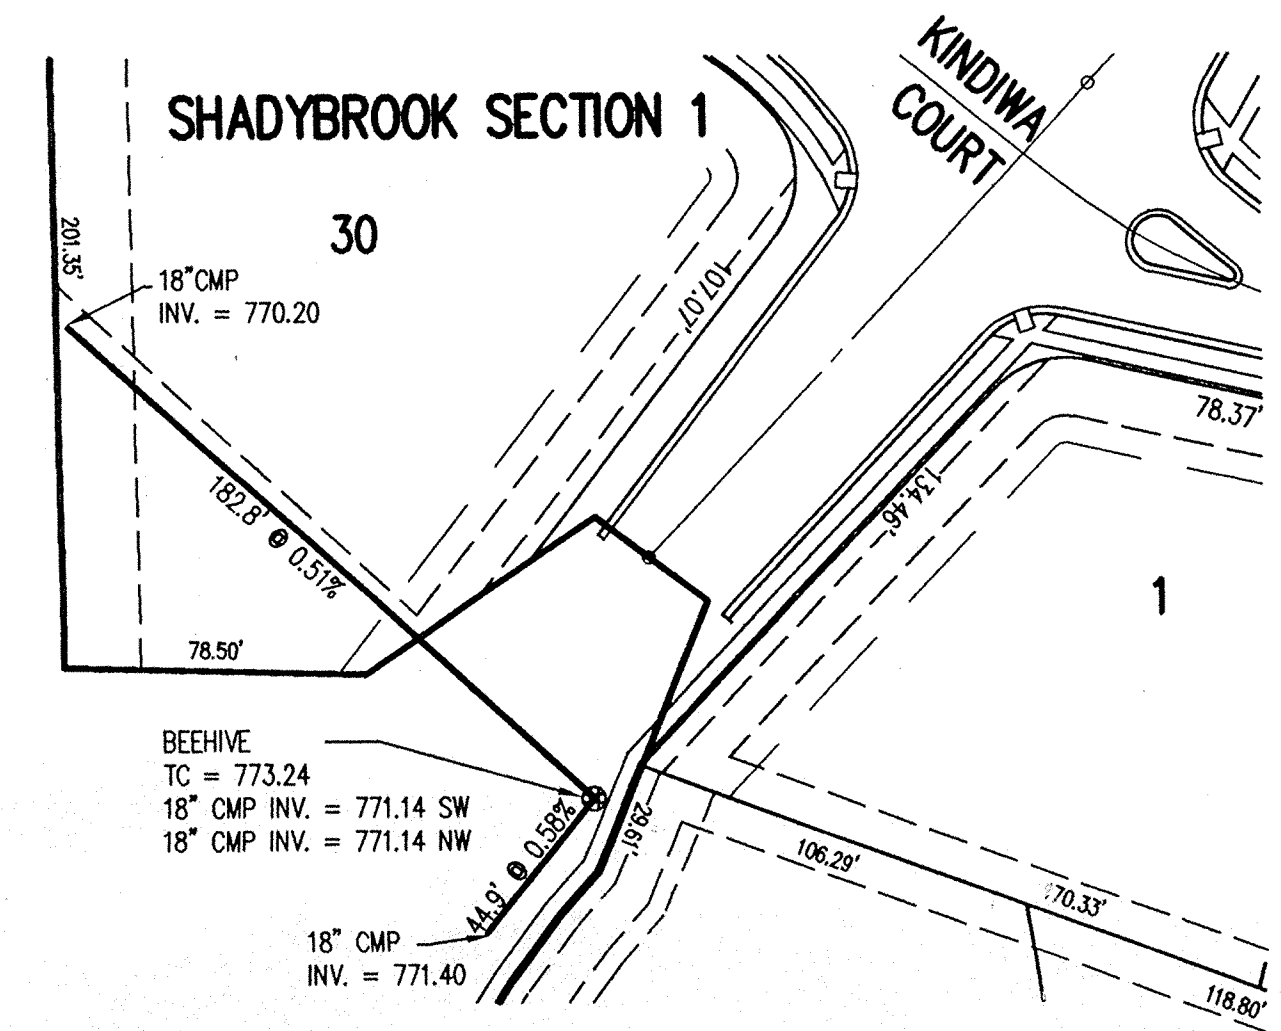 KINDIWA
COURT
SHADYBROOK SECTION 1
30
201.35'
18" CMP
INV. = 770.20
107.07'
78.37'
134.46'
182.8' @ 0.51%
1
78.50'
BEEHIVE
TC = 773.24
18" CMP INV. = 771.14 SW
18" CMP INV. = 771.14 NW
44.9' @ 0.58%
29.61'
106.29'
118.80'
18" CMP
INV. = 771.40